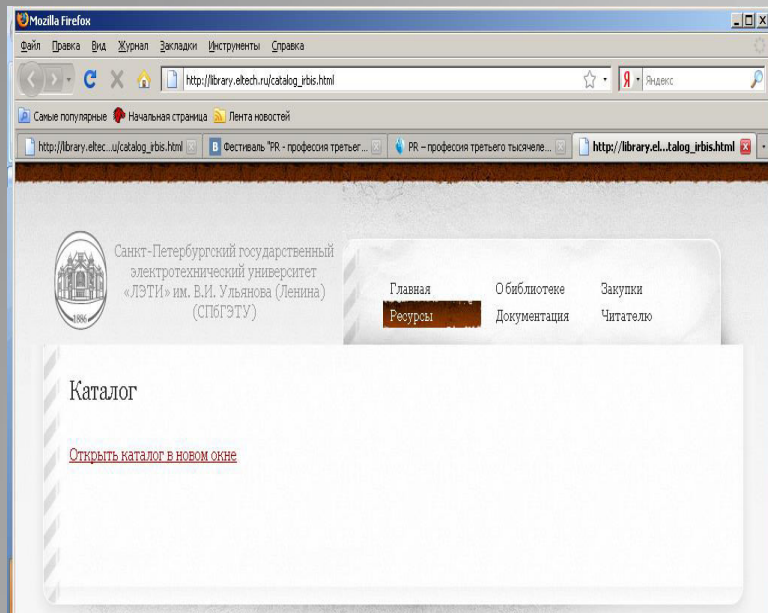 Mozilla Firefox
Файл Правка Вид Журнал Закладки Инструменты Справка
http://library.eltech.ru/catalog_irbis.html
Я Яндекс
Самые популярные Начальная страница Лента новостей
http://library.eltec...u/catalog_irbis.html В Фестиваль "PR - профессия третьег... PR – профессия третьего тысячеле... http://library.el...talog_irbis.html
Санкт-Петербургский государственный
электротехнический университет
«ЛЭТИ» им. В.И. Ульянова (Ленина)
(СПбГЭТУ)
1886
Главная О библиотеке Закупки
Ресурсы Документация Читателю
Каталог
Открыть каталог в новом окне